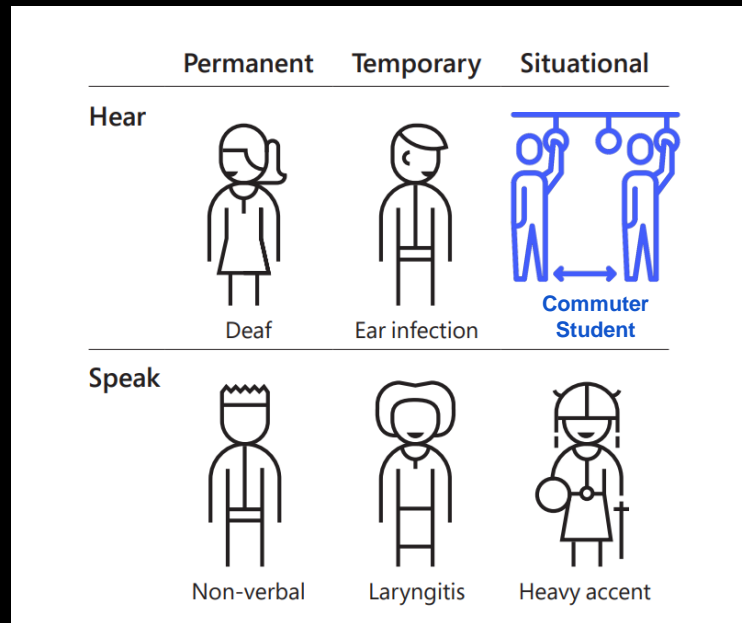 Permanent Temporary Situational
Hear
Commuter
Deaf Ear infection Student
Speak
Non-verbal Laryngitis Heavy accent